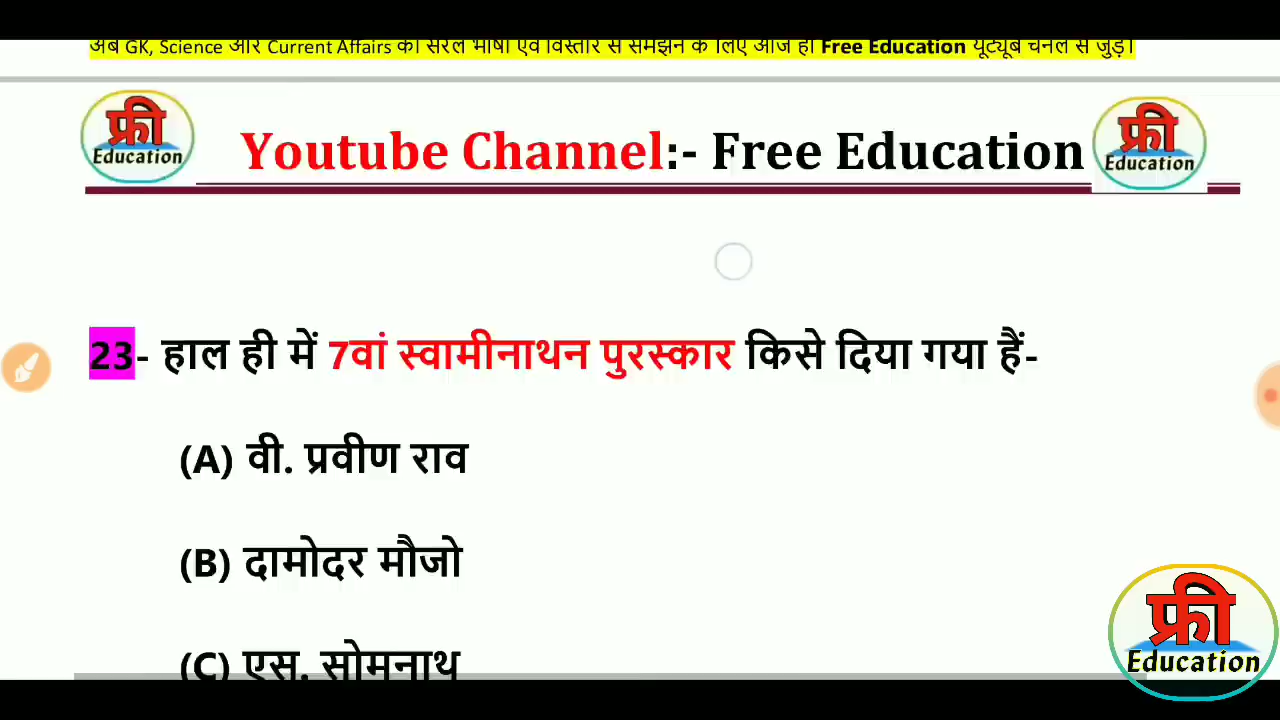 अब GK, Science और Current Affairs को सरल भाषा एवं विस्तार से समझने के लिए आज ही Free Education यूट्यूब चैनल से जुड़ें।
फ्री
Education
Youtube Channel:- Free Education
फ्री
Education
23- हाल ही में 7वां स्वामीनाथन पुरस्कार किसे दिया गया हैं-
(A) वी. प्रवीण राव
(B) दामोदर मौजो
(C) एस. सोमनाथ
फ्री
Education